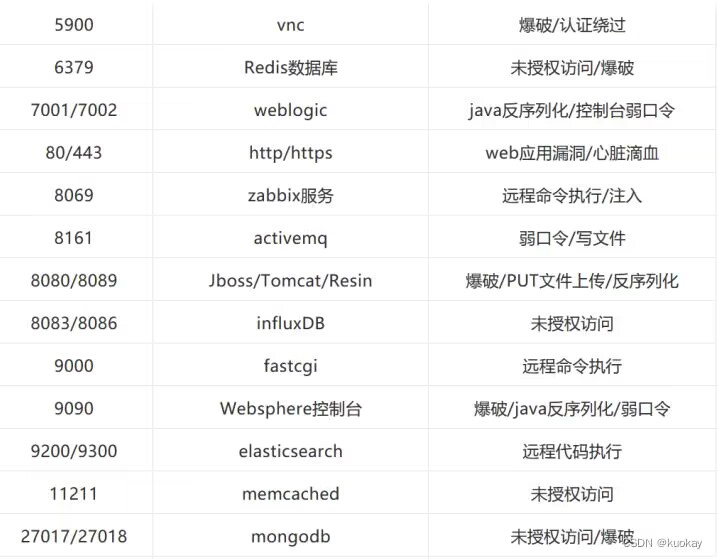 5900 vnc 爆破/认证绕过
6379 Redis数据库 未授权访问/爆破
7001/7002 weblogic java反序列化/控制台弱口令
80/443 http/https web应用漏洞/心脏滴血
8069 zabbix服务 远程命令执行/注入
8161 activemq 弱口令/写文件
8080/8089 Jboss/Tomcat/Resin 爆破/PUT文件上传/反序列化
8083/8086 influxDB 未授权访问
9000 fastcgi 远程命令执行
9090 Websphere控制台 爆破/java反序列化/弱口令
9200/9300 elasticsearch 远程代码执行
11211 memcached 未授权访问
27017/27018 mongodb 未授权访问/爆破
CSDN @kuokay